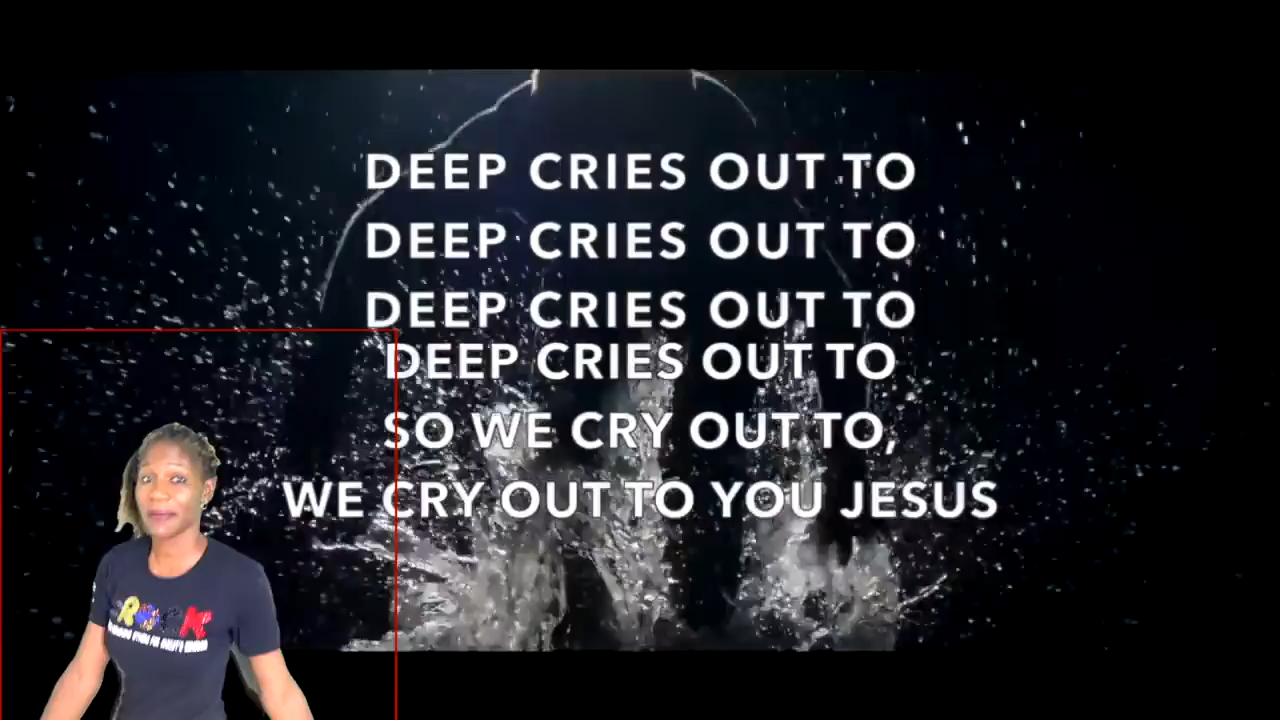 DEEP CRIES OUT TO
DEEP CRIES OUT TO
DEEP CRIES OUT TO
DEEP CRIES OUT TO
SO WE CRY OUT TO,
WE CRY OUT TO YOU JESUS